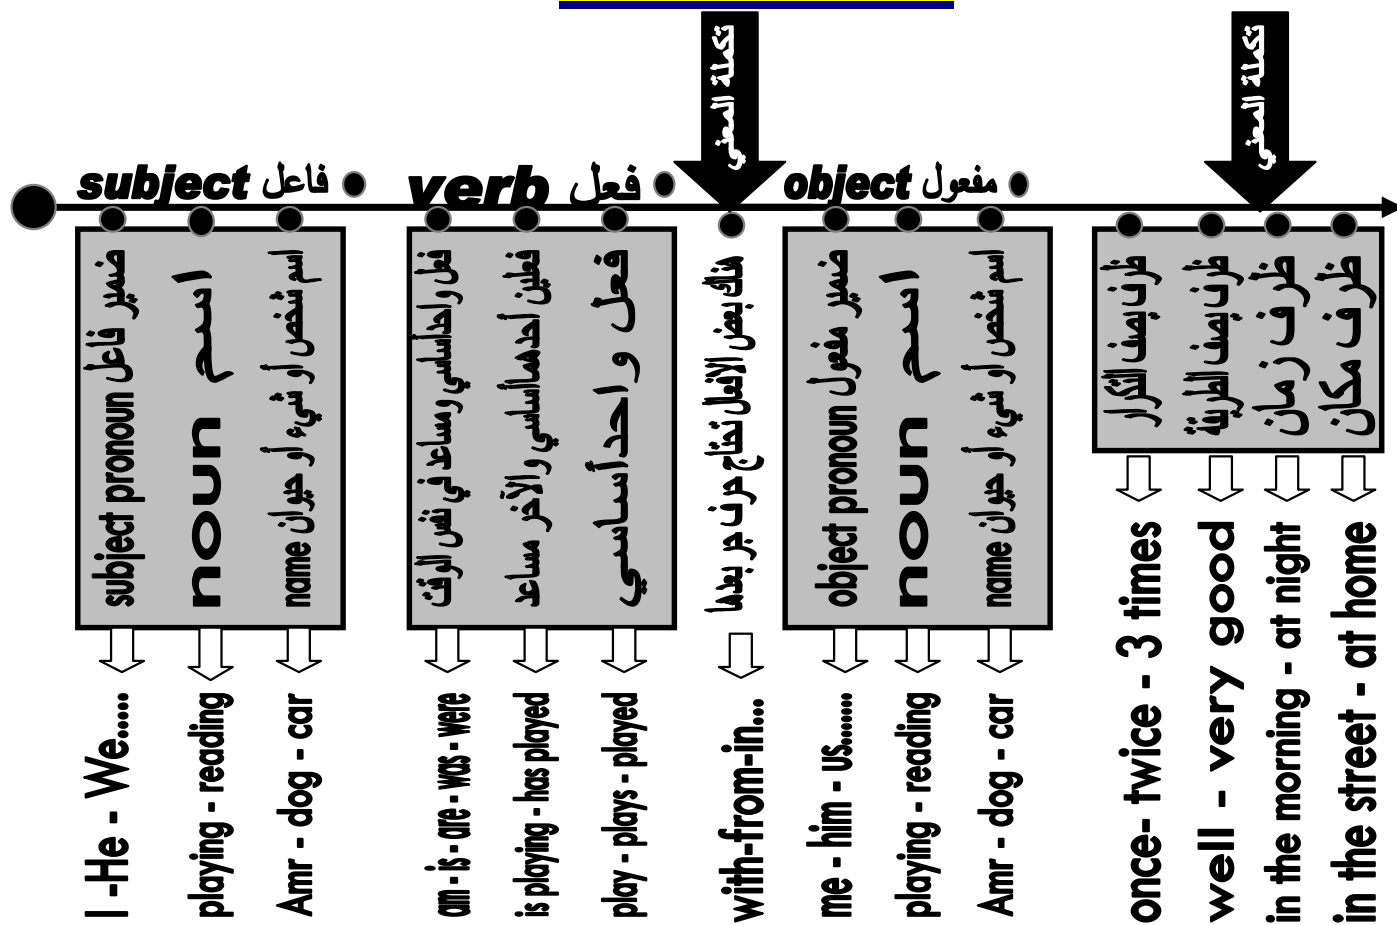 تكملة المعني
تكملة المعني
subject فاعل
verb فعل
object مفعول
ضمير فاعل subject pronoun
اسم noun
اسم شخص أو شيء أو حيوان name
فعل واحد أساسي ومساعد في نفس الوقت
فعلين أحدهما أساسي والآخر مساعد
فعل واحد أساسي
هناك بعض الافعال تحتاج حرف جر بعدها
ضمير مفعول object pronoun
اسم noun
اسم شخص أو شيء أو حيوان name
ظرف يصف التكرار
ظرف يصف الطريقة
ظرف زمان
ظرف مكان
I -He - We.....
playing - reading
Amr - dog - car
am - is - are - was - were
is playing - has played
play - plays - played
with-from-in...
me - him - us........
playing - reading
Amr - dog - car
once- twice - 3 times
well - very good
in the morning - at night
in the street - at home